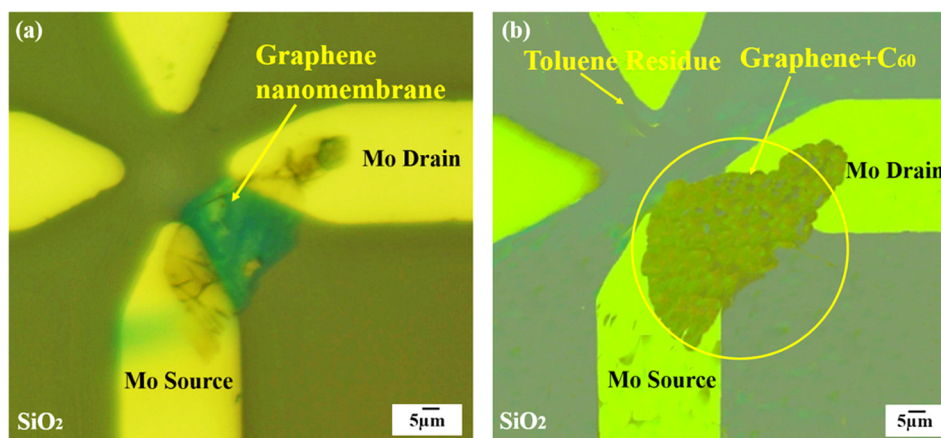 (a)
Graphene
nanomembrane
Mo Drain
Mo Source
SiO₂
5μm
(b)
Toluene Residue
Graphene+C₆₀
Mo Drain
Mo Source
SiO₂
5μm